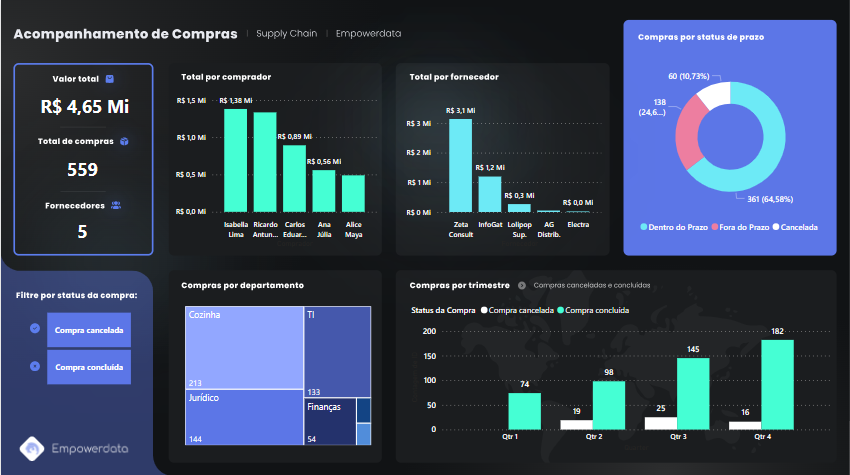 Acompanhamento de Compras | Supply Chain | Empowerdata
Valor total
R$ 4,65 Mi
Total de compras
559
Fornecedores
5
Total por comprador
R$ 1,5 Mi
R$ 1,0 Mi
R$ 0,5 Mi
R$ 0,0 Mi
R$ 1,38 Mi
R$ 0,89 Mi
R$ 0,56 Mi
Isabella Lima
Ricardo Antun...
Carlos Eduar...
Ana Júlia
Alice Maya
Total por fornecedor
R$ 3 Mi
R$ 2 Mi
R$ 1 Mi
R$ 0 Mi
R$ 3,1 Mi
R$ 1,2 Mi
R$ 0,3 Mi
R$ 0,0 Mi
Zeta Consult
InfoGat
Lolipop Sup.
AG Distrib.
Electra
Compras por status de prazo
60 (10,73%)
138
(24,6...)
361 (64,58%)
Dentro do Prazo Fora do Prazo Cancelada
Filtre por status da compra:
Compra cancelada
Compra concluída
Empowerdata
Compras por departamento
Cozinha
213
TI
133
Jurídico
144
Finanças
54
Compras por trimestre Compras canceladas e concluídas
Status da Compra Compra cancelada Compra concluída
200
150
100
50
0
74
19
98
25
145
16
182
Qtr 1
Qtr 2
Qtr 3
Qtr 4